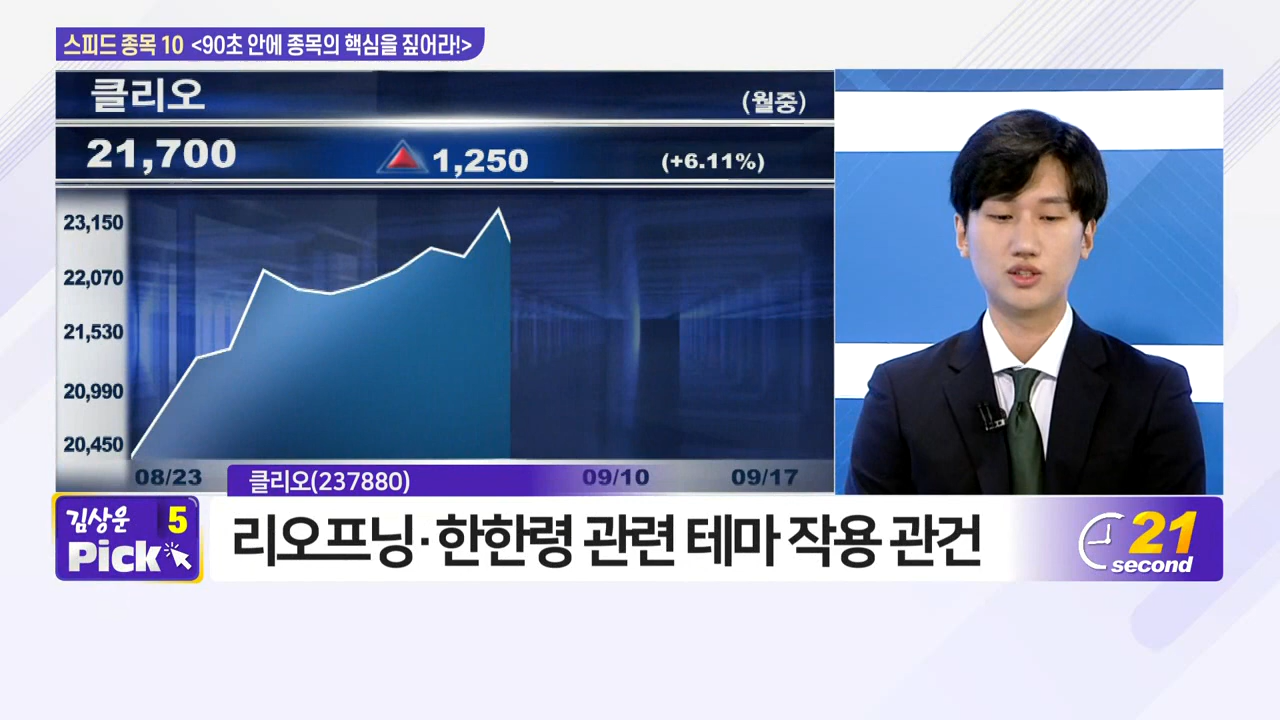 스피드 종목 10 <90초 안에 종목의 핵심을 짚어라!>
클리오
(월중)
21,700 ▲ 1,250 (+6.11%)
23,150
22,070
21,530
20,990
20,450
08/23 09/10 09/17
클리오(237880)
김상운 5
Pick
리오프닝·한한령 관련 테마 작용 관건
21
second